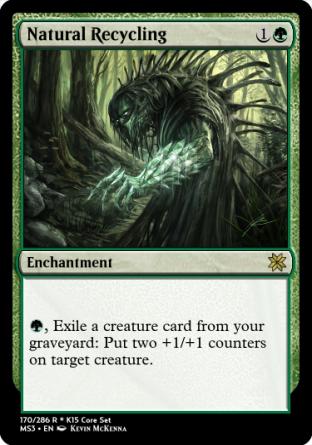 Natural Recycling 1
Enchantment
, Exile a creature card from your
graveyard: Put two +1/+1 counters
on target creature.
170/286 R * K15 Core Set
MS3 • EN Kevin McKenna